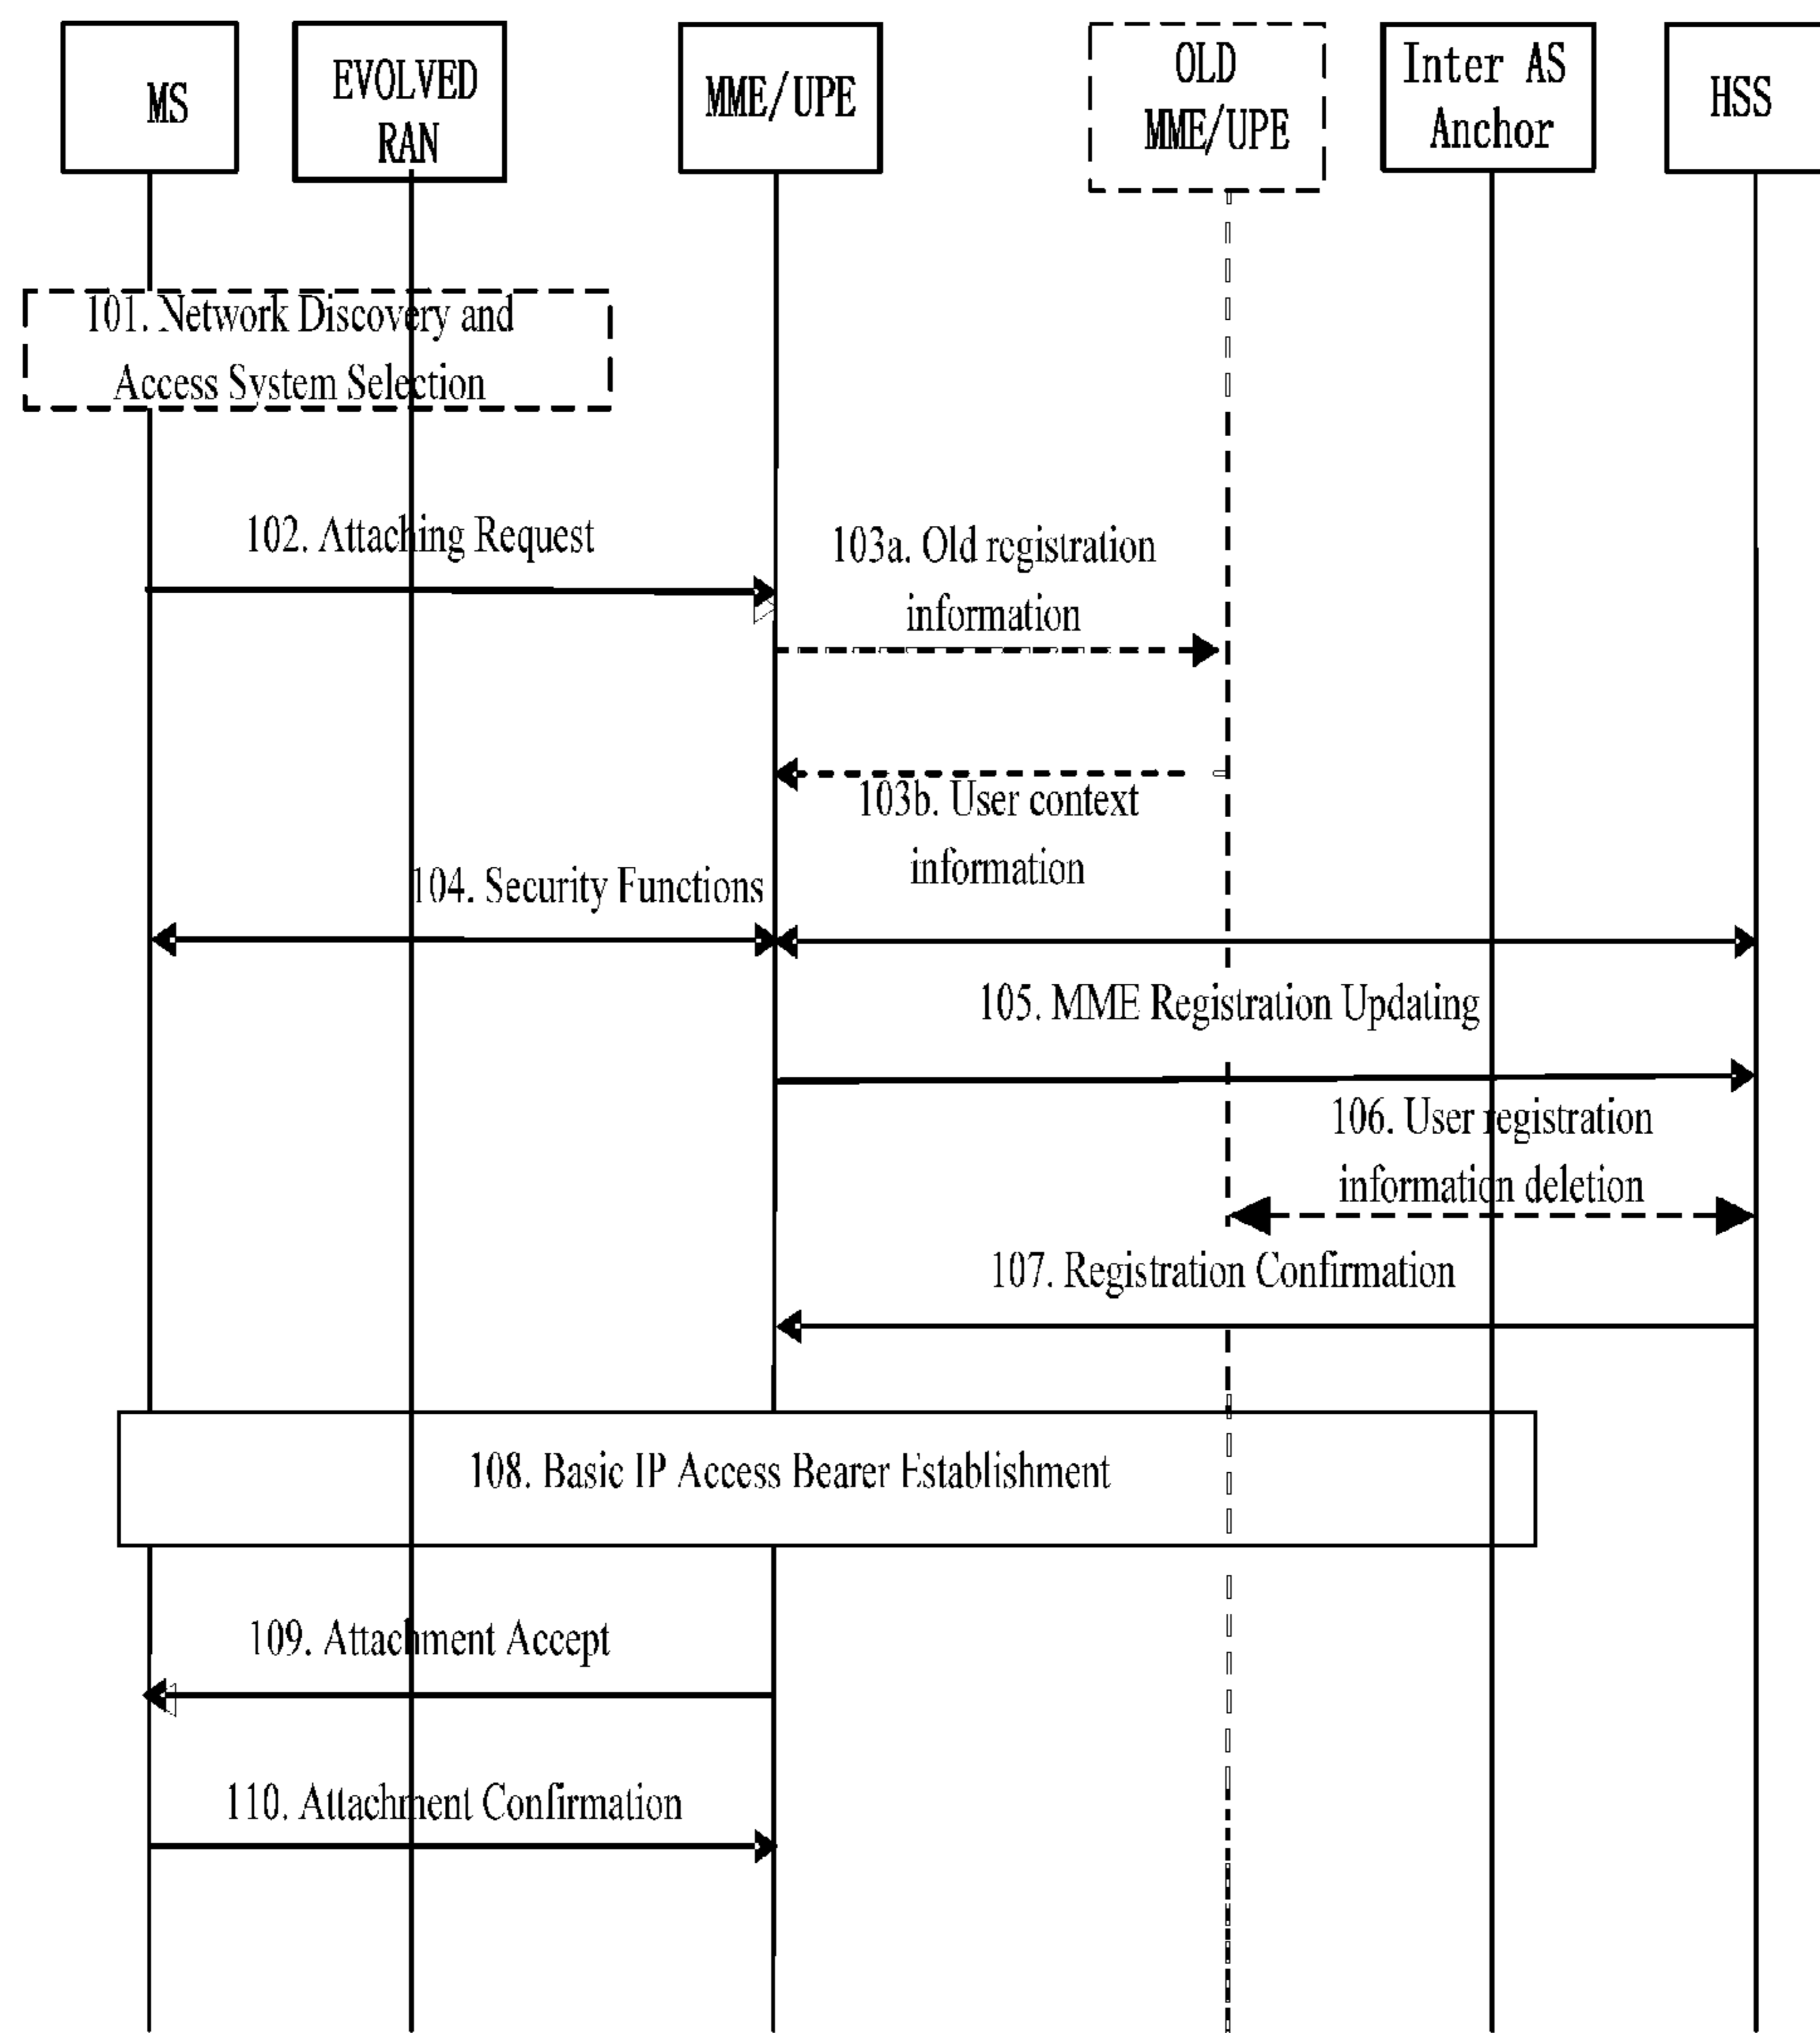 MS
EVOLVED
RAN
MME/UPE
OLD
MME/UPE
Inter AS
Anchor
HSS
101. Network Discovery and
Access System Selection
102. Attaching Request
103a. Old registration
information
103b. User context
information
104. Security Functions
105. MME Registration Updating
106. User registration
information deletion
107. Registration Confirmation
108. Basic IP Access Bearer Establishment
109. Attachment Accept
110. Attachment Confirmation